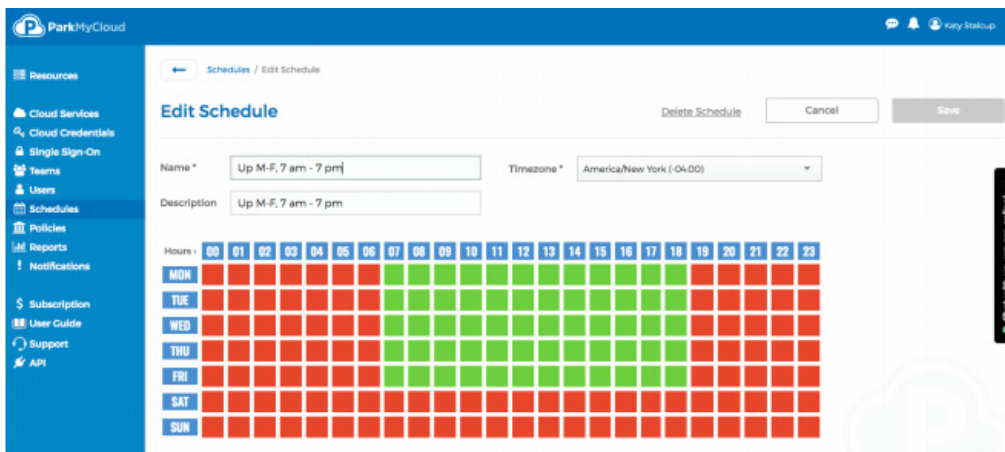 ParkMyCloud
Katy Stalcup
Resources
Cloud Services
Cloud Credentials
Single Sign-On
Teams
Users
Schedules
Policies
Reports
Notifications
$ Subscription
User Guide
Support
API
← Schedules / Edit Schedule
Edit Schedule
Delete Schedule
Cancel
Save
Name *
Up M-F, 7 am - 7 pm
Timezone *
America/New York (-04:00)
Description
Up M-F, 7 am - 7 pm
Hours › 00 01 02 03 04 05 06 07 08 09 10 11 12 13 14 15 16 17 18 19 20 21 22 23
MON
TUE
WED
THU
FRI
SAT
SUN